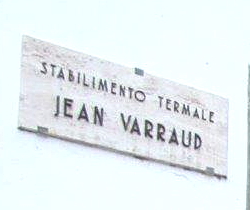 STABILIMENTO TERMALE
JEAN VARRAUD